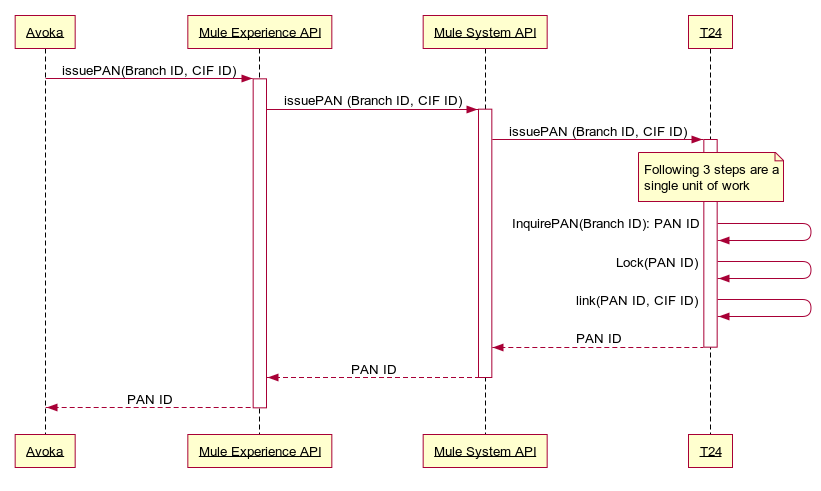 Avoka
Mule Experience API
Mule System API
T24
issuePAN(Branch ID, CIF ID)
issuePAN (Branch ID, CIF ID)
issuePAN (Branch ID, CIF ID)
Following 3 steps are a
single unit of work
InquirePAN(Branch ID): PAN ID
Lock(PAN ID)
link(PAN ID, CIF ID)
PAN ID
PAN ID
PAN ID
Avoka
Mule Experience API
Mule System API
T24